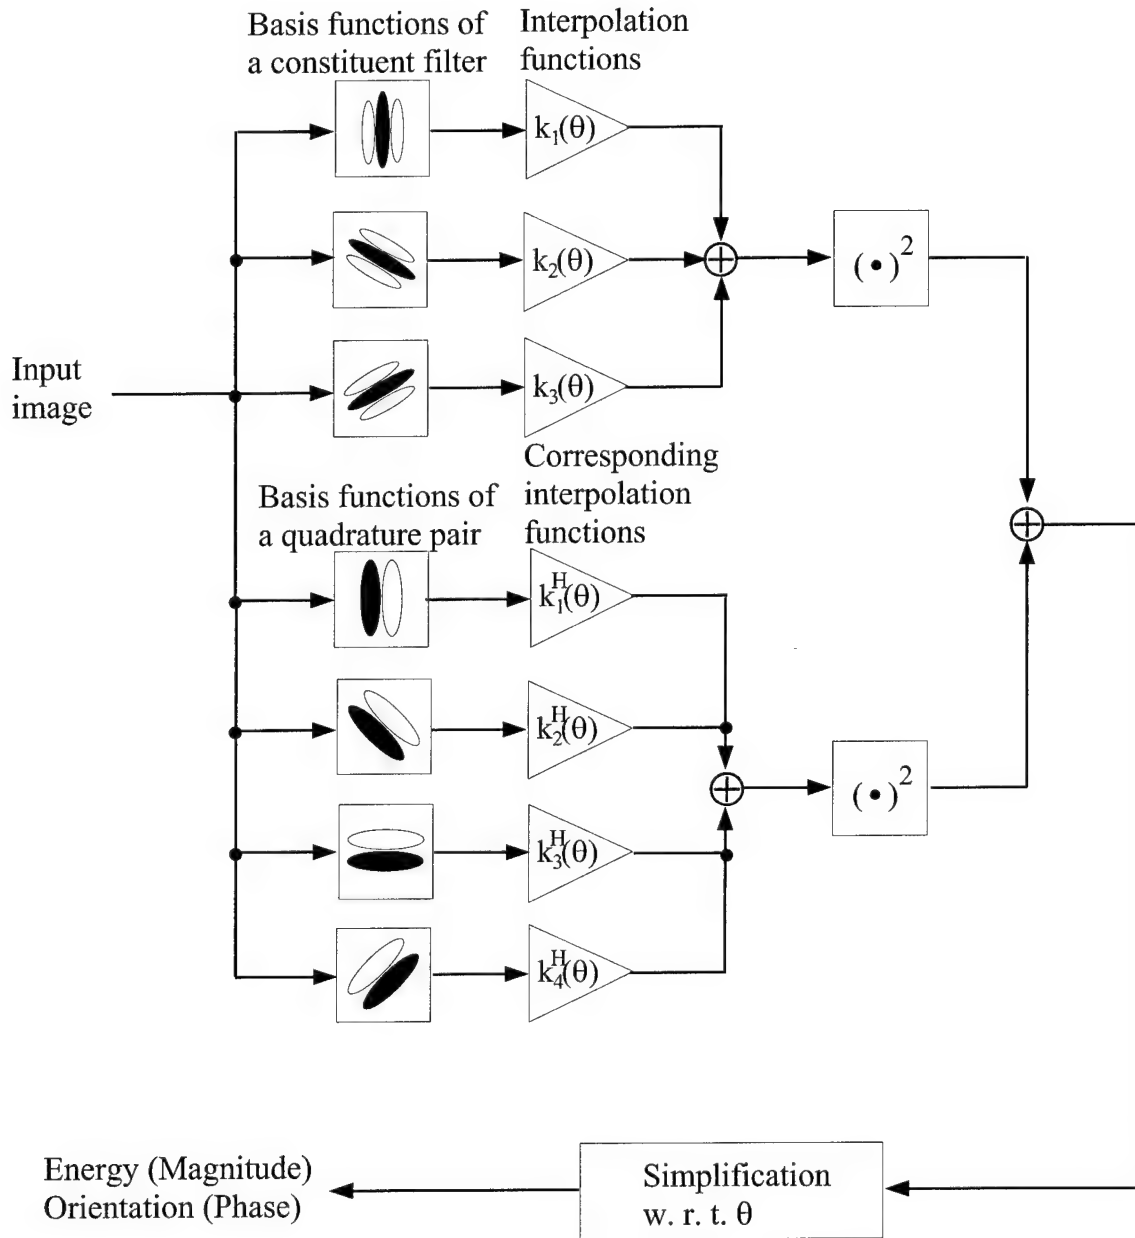 Basis functions of
a constituent filter
Interpolation
functions
k₁(θ)
k₂(θ)
(•)²
k₃(θ)
Input
image
Corresponding
interpolation
functions
Basis functions of
a quadrature pair
k₁ᴴ(θ)
k₂ᴴ(θ)
(•)²
k₃ᴴ(θ)
k₄ᴴ(θ)
Energy (Magnitude)
Orientation (Phase)
Simplification
w. r. t. θ